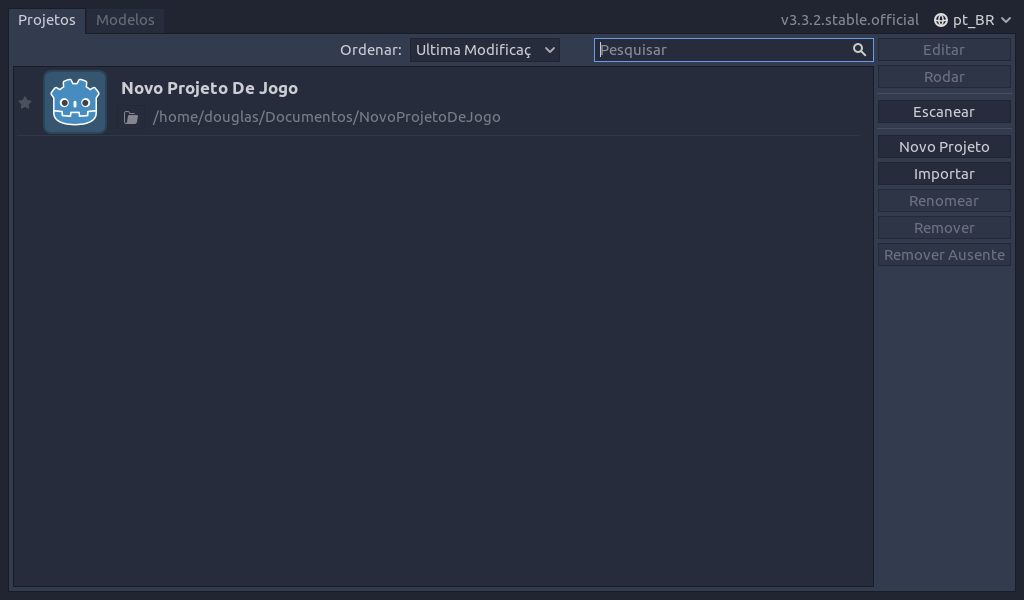 Projetos
Modelos
v3.3.2.stable.official
pt_BR
Ordenar:
Ultima Modificaç
Pesquisar
Novo Projeto De Jogo
/home/douglas/Documentos/NovoProjetoDeJogo
Editar
Rodar
Escanear
Novo Projeto
Importar
Renomear
Remover
Remover Ausente